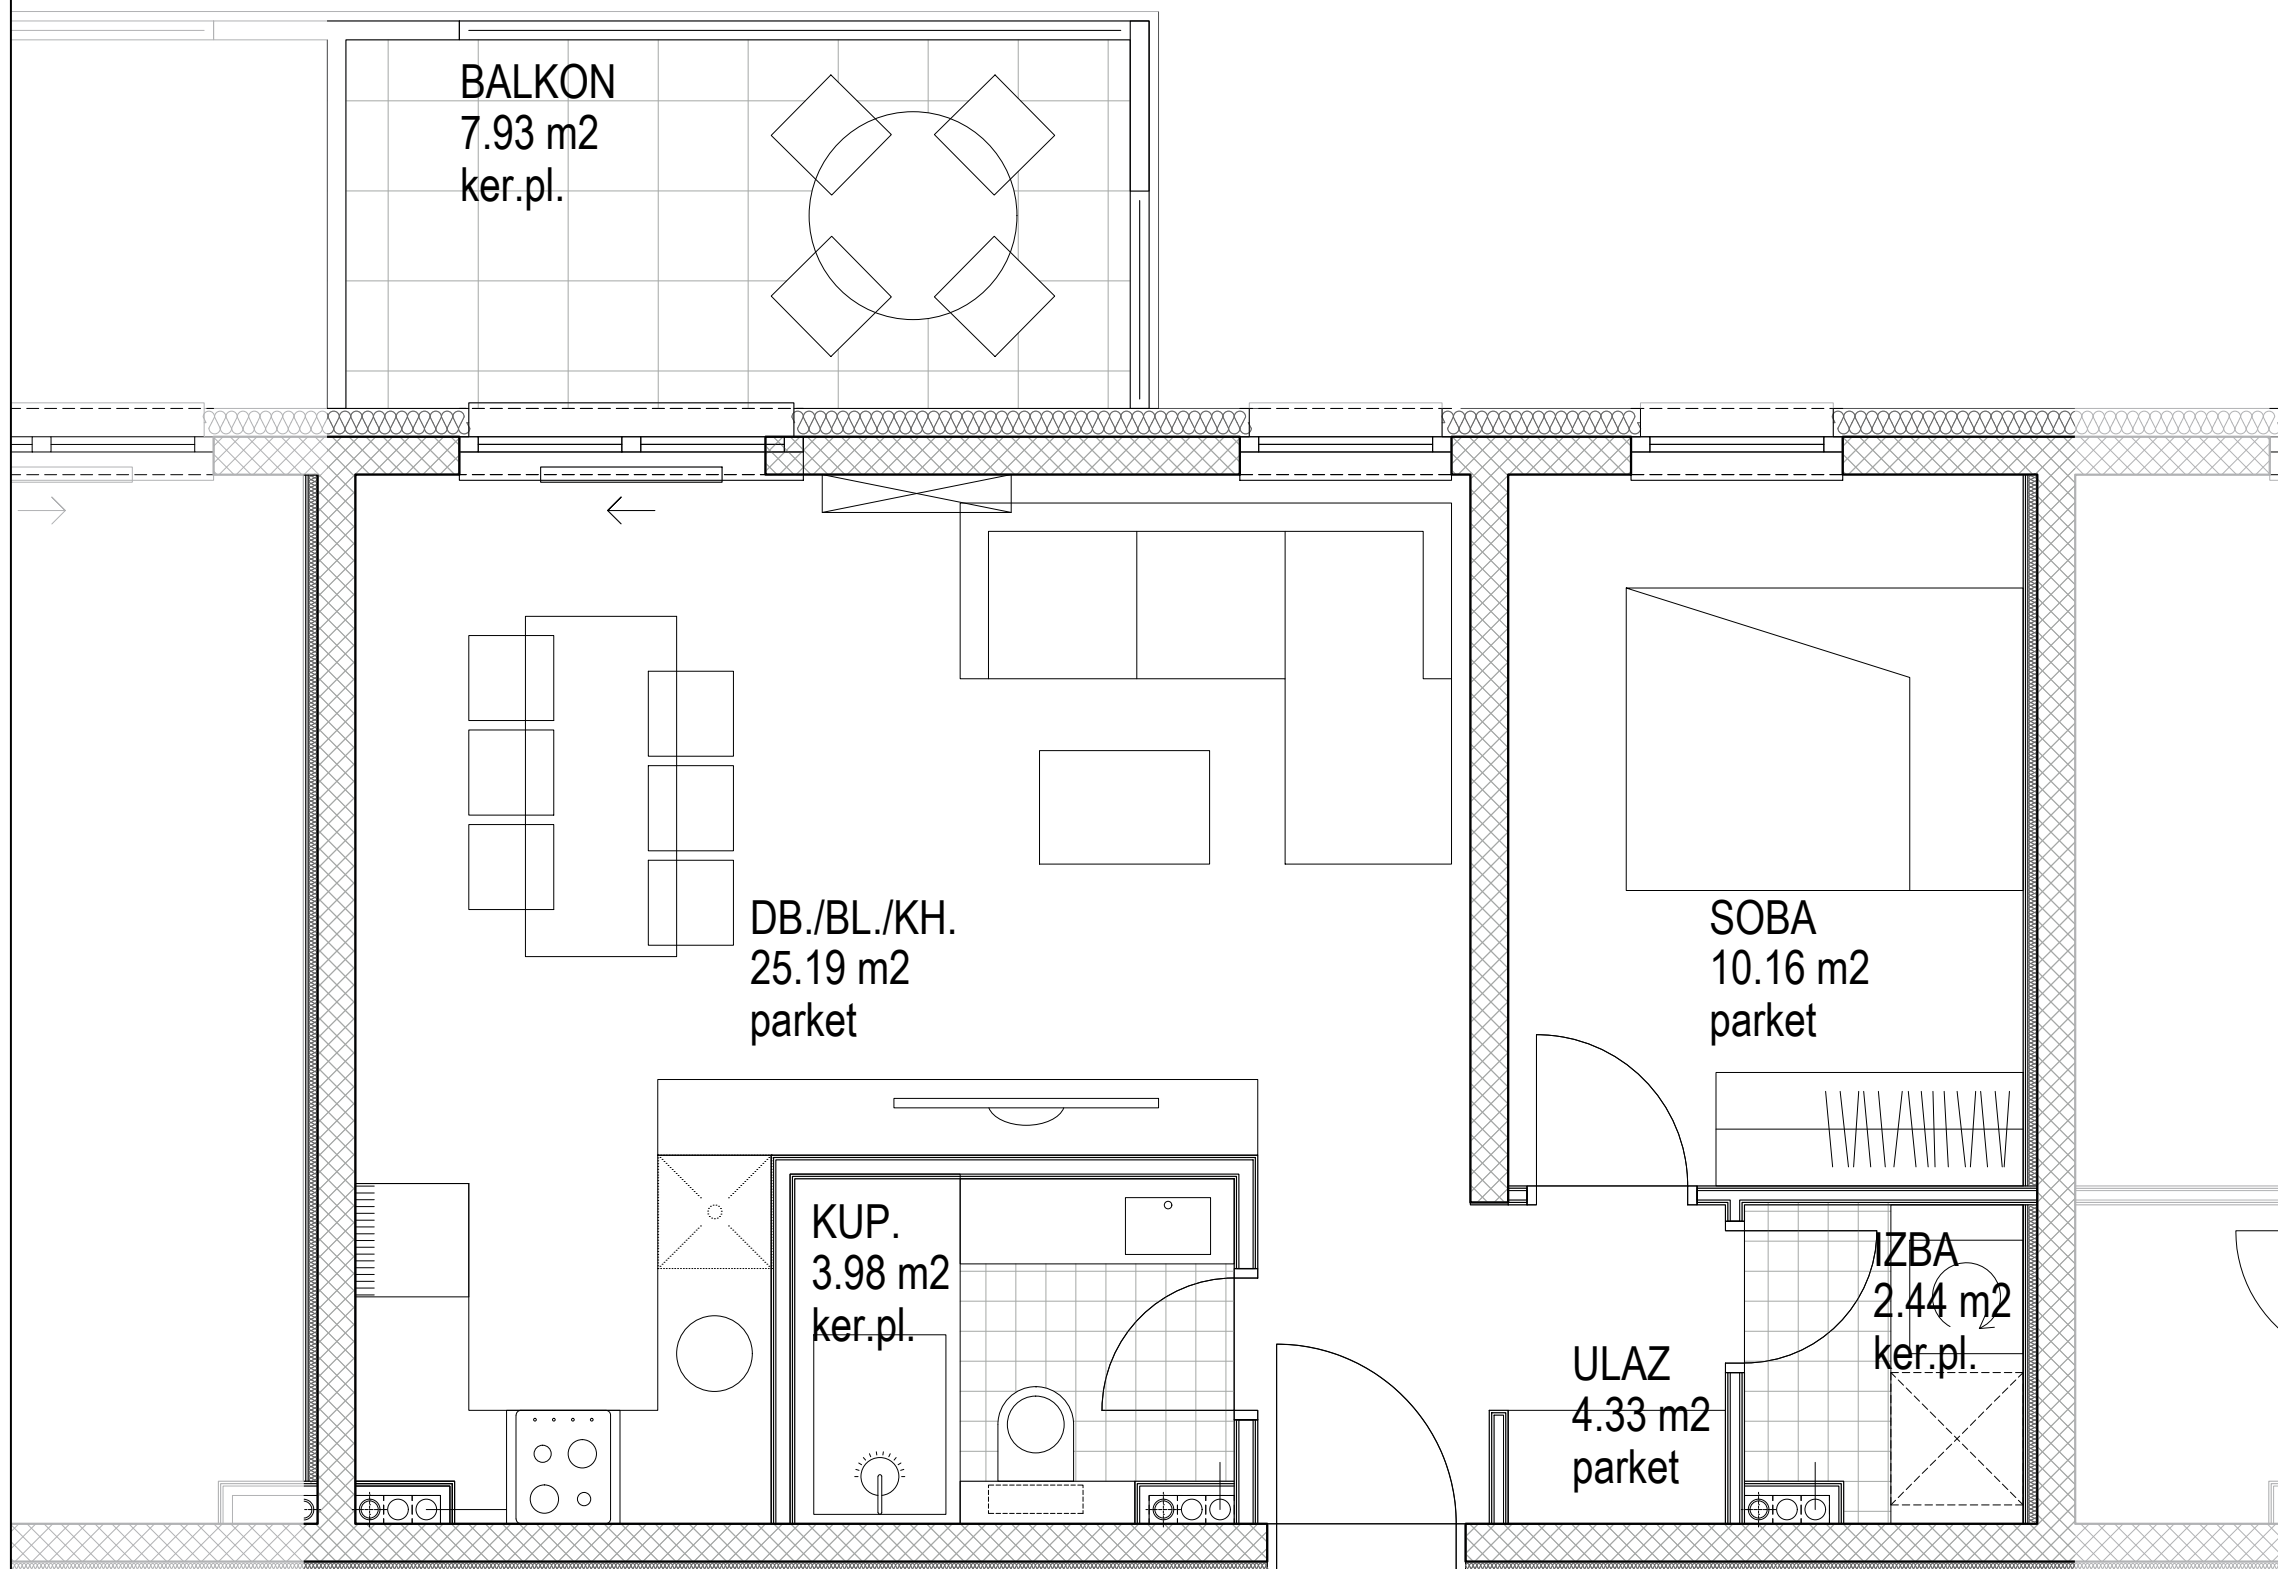 BALKON
7.93 m2
ker.pl.
DB./BL./KH.
25.19 m2
parket
SOBA
10.16 m2
parket
KUP.
3.98 m2
ker.pl.
IZBA
2.44 m2
ker.pl.
ULAZ
4.33 m2
parket